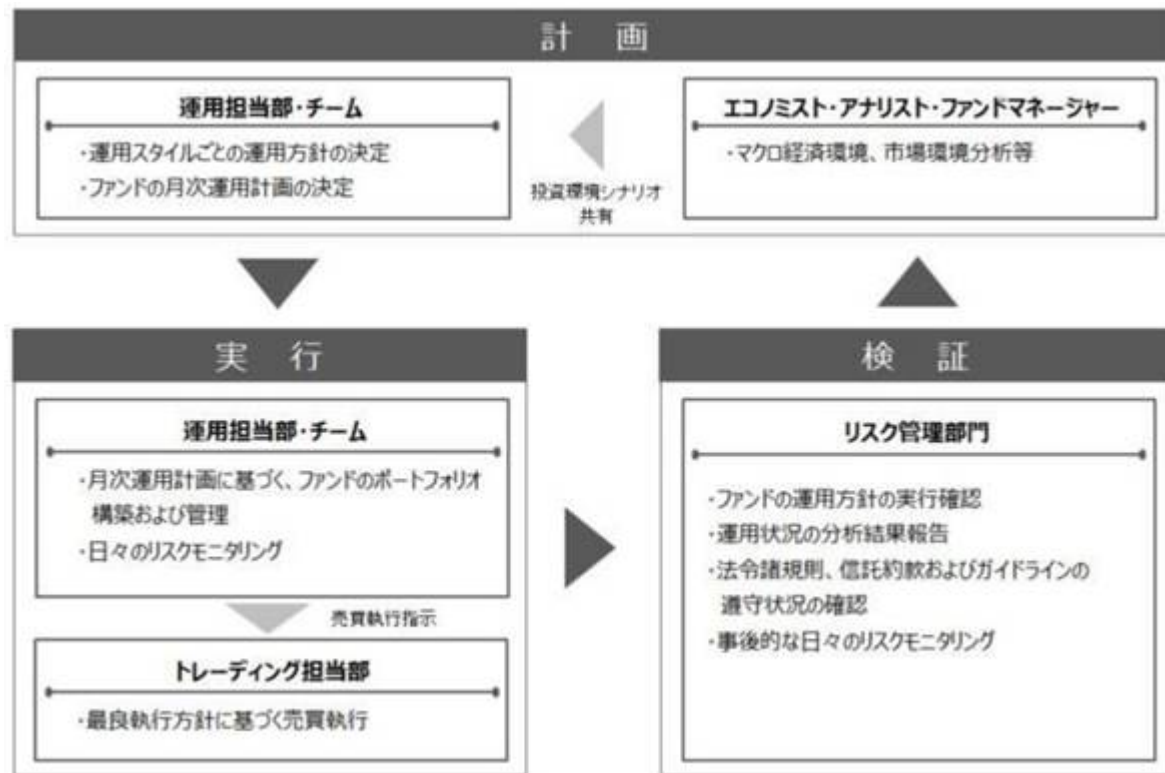 計 画
運用担当部・チーム
・運用スタイルごとの運用方針の決定
・ファンドの月次運用計画の決定
投資環境シナリオ
共有
エコノミスト・アナリスト・ファンドマネージャー
・マクロ経済環境、市場環境分析等
実 行
運用担当部・チーム
・月次運用計画に基づく、ファンドのポートフォリオ
構築および管理
・日々のリスクモニタリング
売買執行指示
トレーディング担当部
・最良執行方針に基づく売買執行
検 証
リスク管理部門
・ファンドの運用方針の実行確認
・運用状況の分析結果報告
・法令諸規則、信託約款およびガイドラインの
遵守状況の確認
・事後的な日々のリスクモニタリング